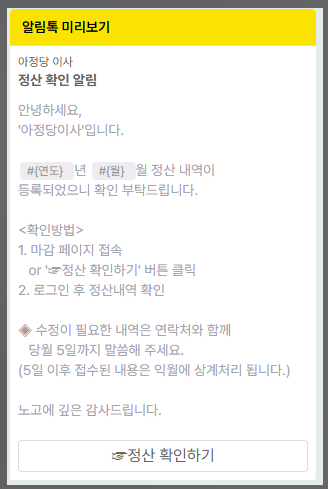 알림톡 미리보기
아정당 이사
정산 확인 알림
안녕하세요,
'아정당이사'입니다.
#{연도} 년 #{월} 월 정산 내역이
등록되었으니 확인 부탁드립니다.
<확인방법>
1. 마감 페이지 접속
or '☞정산 확인하기' 버튼 클릭
2. 로그인 후 정산내역 확인
◈ 수정이 필요한 내역은 연락처와 함께
당월 5일까지 말씀해 주세요.
(5일 이후 접수된 내용은 익월에 상계처리 됩니다.)
노고에 깊은 감사드립니다.
☞정산 확인하기